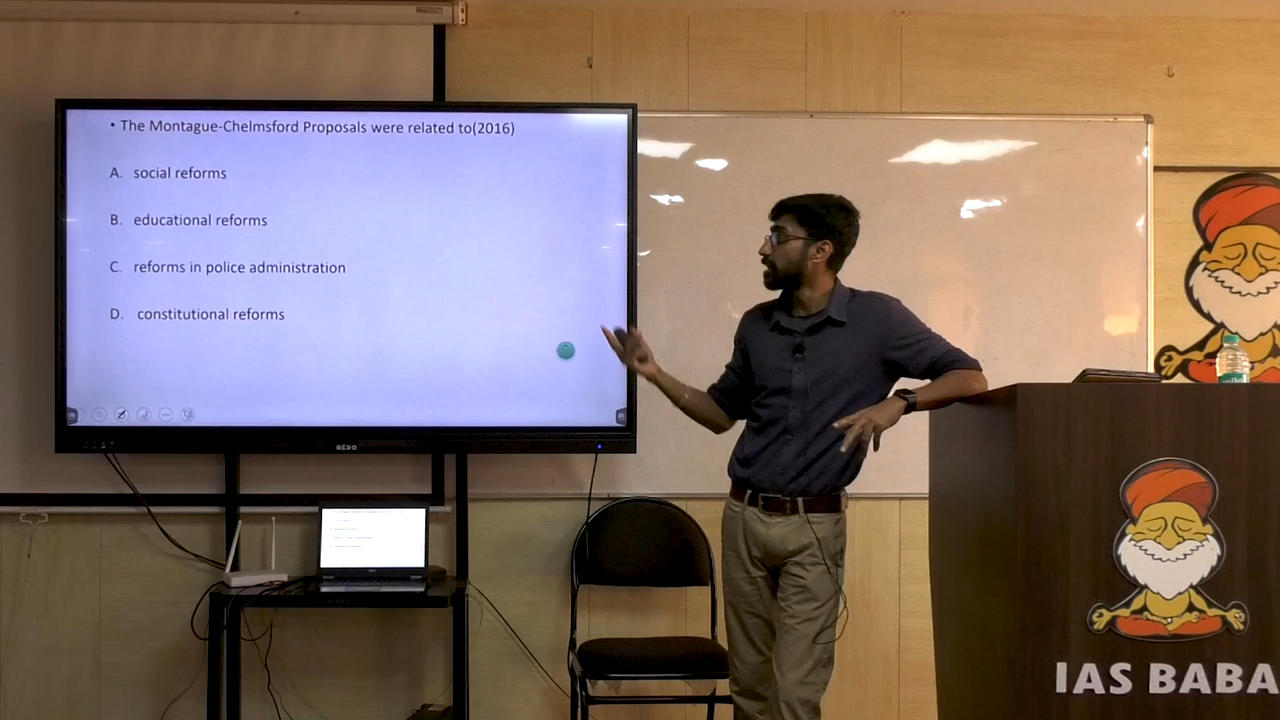 • The Montague-Chelmsford Proposals were related to(2016)
A. social reforms
B. educational reforms
C. reforms in police administration
D. constitutional reforms
IAS BABA